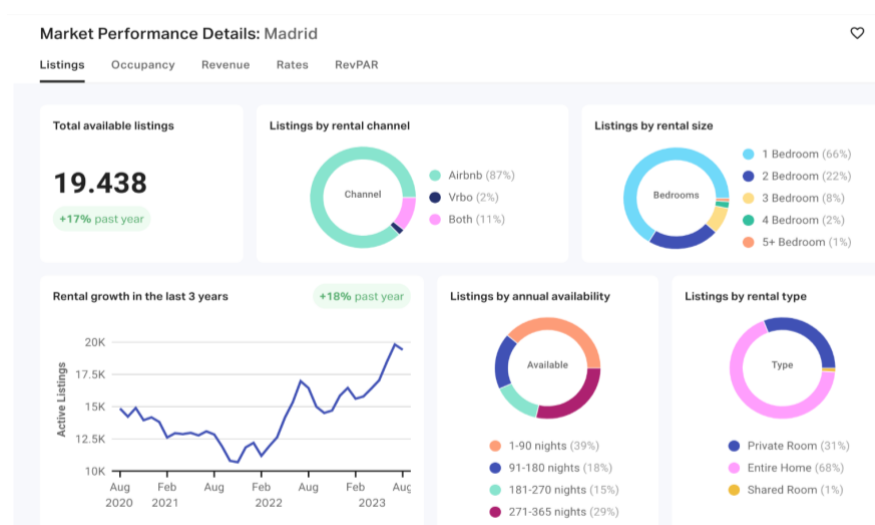 Market Performance Details: Madrid
Listings Occupancy Revenue Rates RevPAR
Total available listings
19.438
+17% past year
Listings by rental channel
Channel
Airbnb (87%)
Vrbo (2%)
Both (11%)
Listings by rental size
Bedrooms
1 Bedroom (66%)
2 Bedroom (22%)
3 Bedroom (8%)
4 Bedroom (2%)
5+ Bedroom (1%)
Rental growth in the last 3 years
+18% past year
Active Listings
20K
17.5K
15K
12.5K
10K
Aug Feb Aug Feb Aug Feb Aug
2020 2021 2022 2023
Listings by annual availability
Available
1-90 nights (39%)
91-180 nights (18%)
181-270 nights (15%)
271-365 nights (29%)
Listings by rental type
Type
Private Room (31%)
Entire Home (68%)
Shared Room (1%)